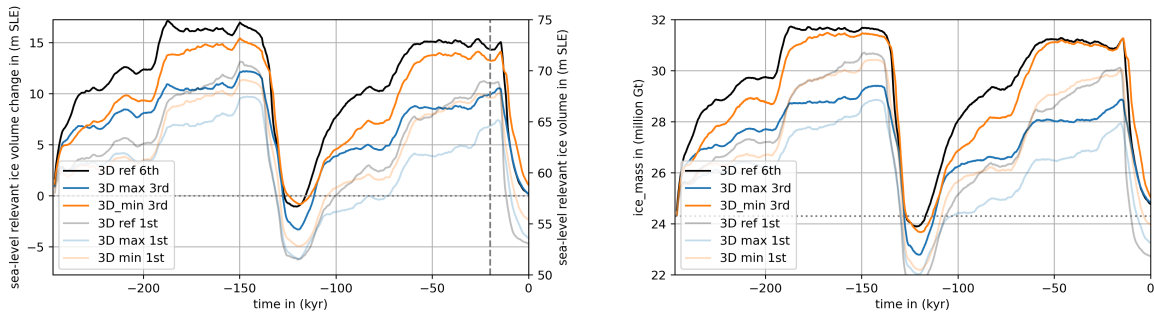 sea-level relevant ice volume change in (m SLE)
15
10
5
0
−5
75
70
65
60
55
50
sea-level relevant ice volume in (m SLE)
3D ref 6th
3D max 3rd
3D_min 3rd
3D ref 1st
3D max 1st
3D min 1st
−200
−150
−100
−50
0
time in (kyr)
ice_mass in (million Gt)
32
30
28
26
24
22
3D ref 6th
3D max 3rd
3D_min 3rd
3D ref 1st
3D max 1st
3D min 1st
−200
−150
−100
−50
0
time in (kyr)